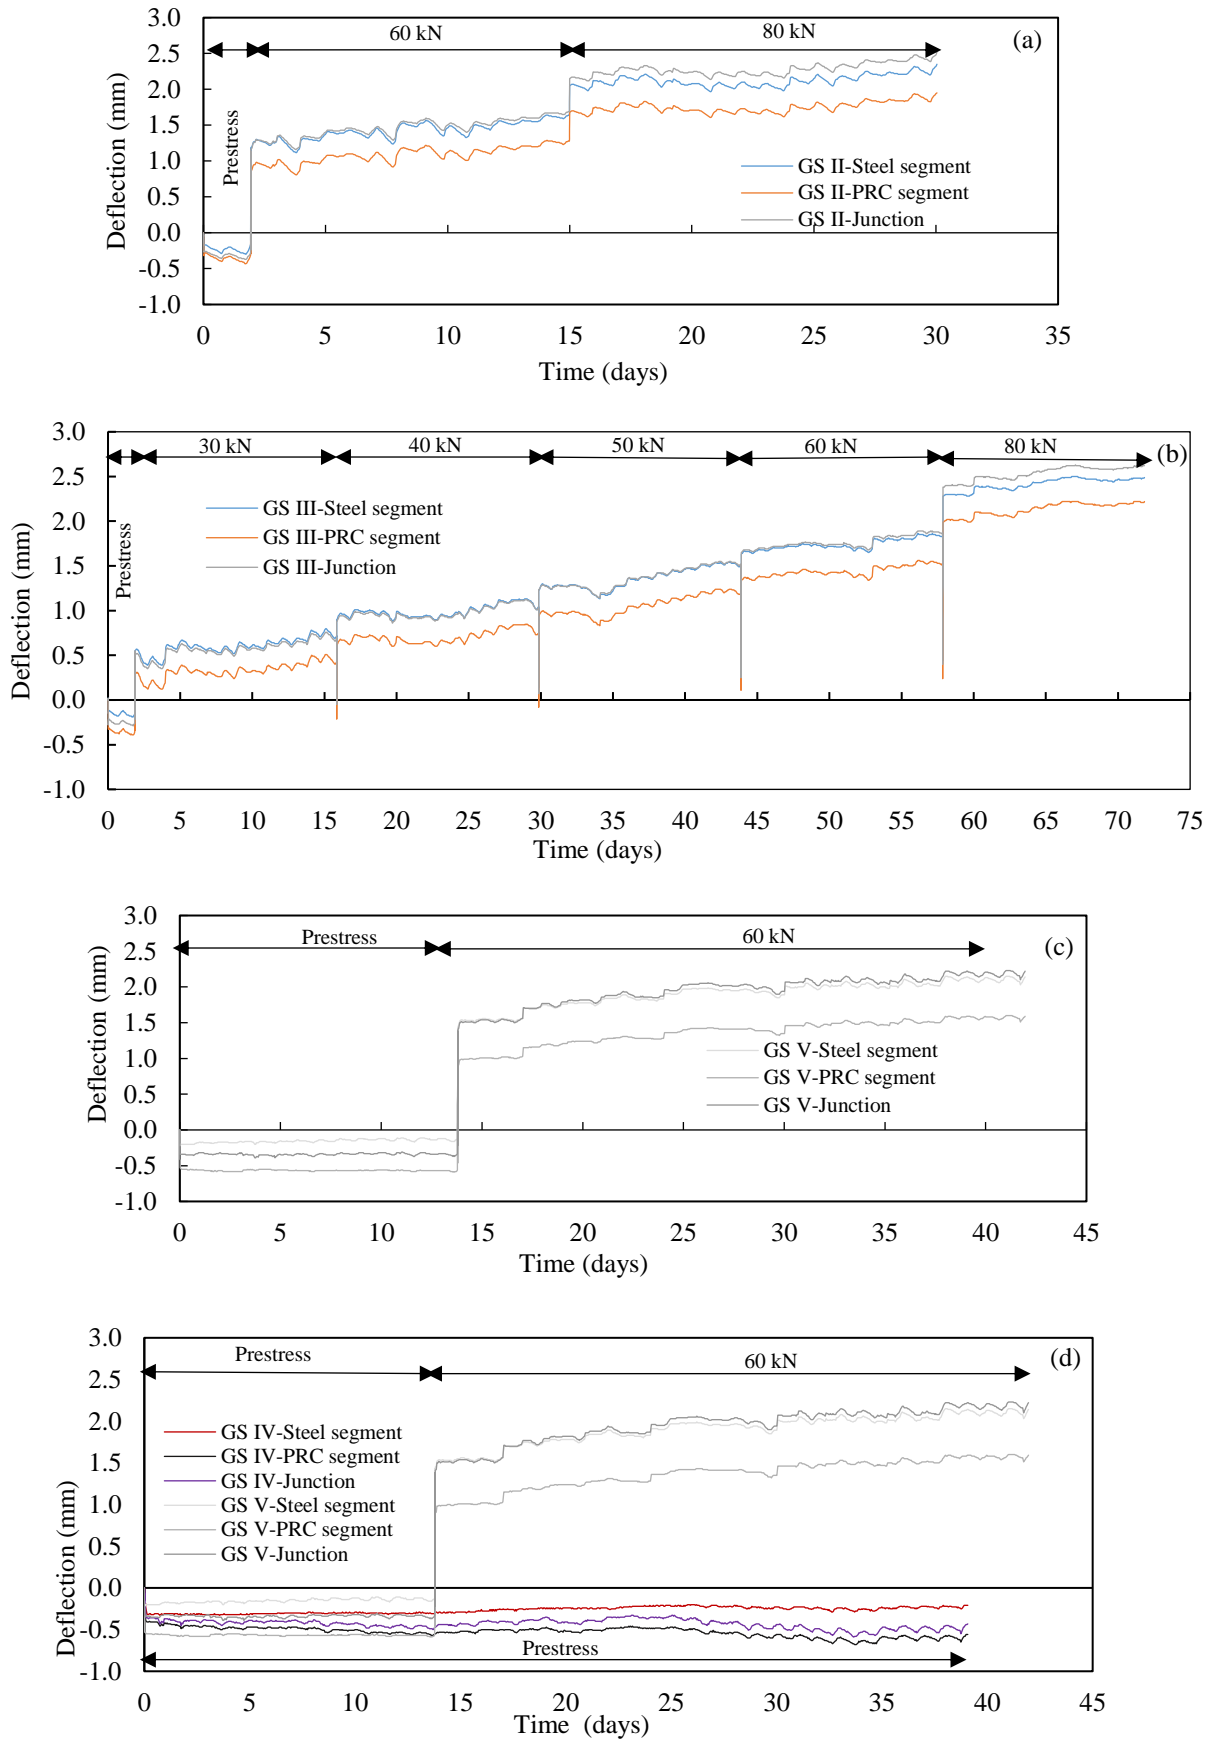 3.0
2.5
2.0
1.5
1.0
0.5
0.0
-0.5
-1.0
Deflection (mm)
Prestress
60 kN
80 kN
(a)
GS II-Steel segment
GS II-PRC segment
GS II-Junction
0 5 10 15 20 25 30 35
Time (days)
3.0
2.5
2.0
1.5
1.0
0.5
0.0
-0.5
-1.0
Deflection (mm)
Prestress
30 kN
40 kN
50 kN
60 kN
80 kN
(b)
GS III-Steel segment
GS III-PRC segment
GS III-Junction
0 5 10 15 20 25 30 35 40 45 50 55 60 65 70 75
Time (days)
3.0
2.5
2.0
1.5
1.0
0.5
0.0
-0.5
-1.0
Deflection (mm)
Prestress
60 kN
(c)
GS V-Steel segment
GS V-PRC segment
GS V-Junction
0 5 10 15 20 25 30 35 40 45
Time (days)
3.0
2.5
2.0
1.5
1.0
0.5
0.0
-0.5
-1.0
Deflection (mm)
Prestress
60 kN
(d)
GS IV-Steel segment
GS IV-PRC segment
GS IV-Junction
GS V-Steel segment
GS V-PRC segment
GS V-Junction
Prestress
0 5 10 15 20 25 30 35 40 45
Time (days)